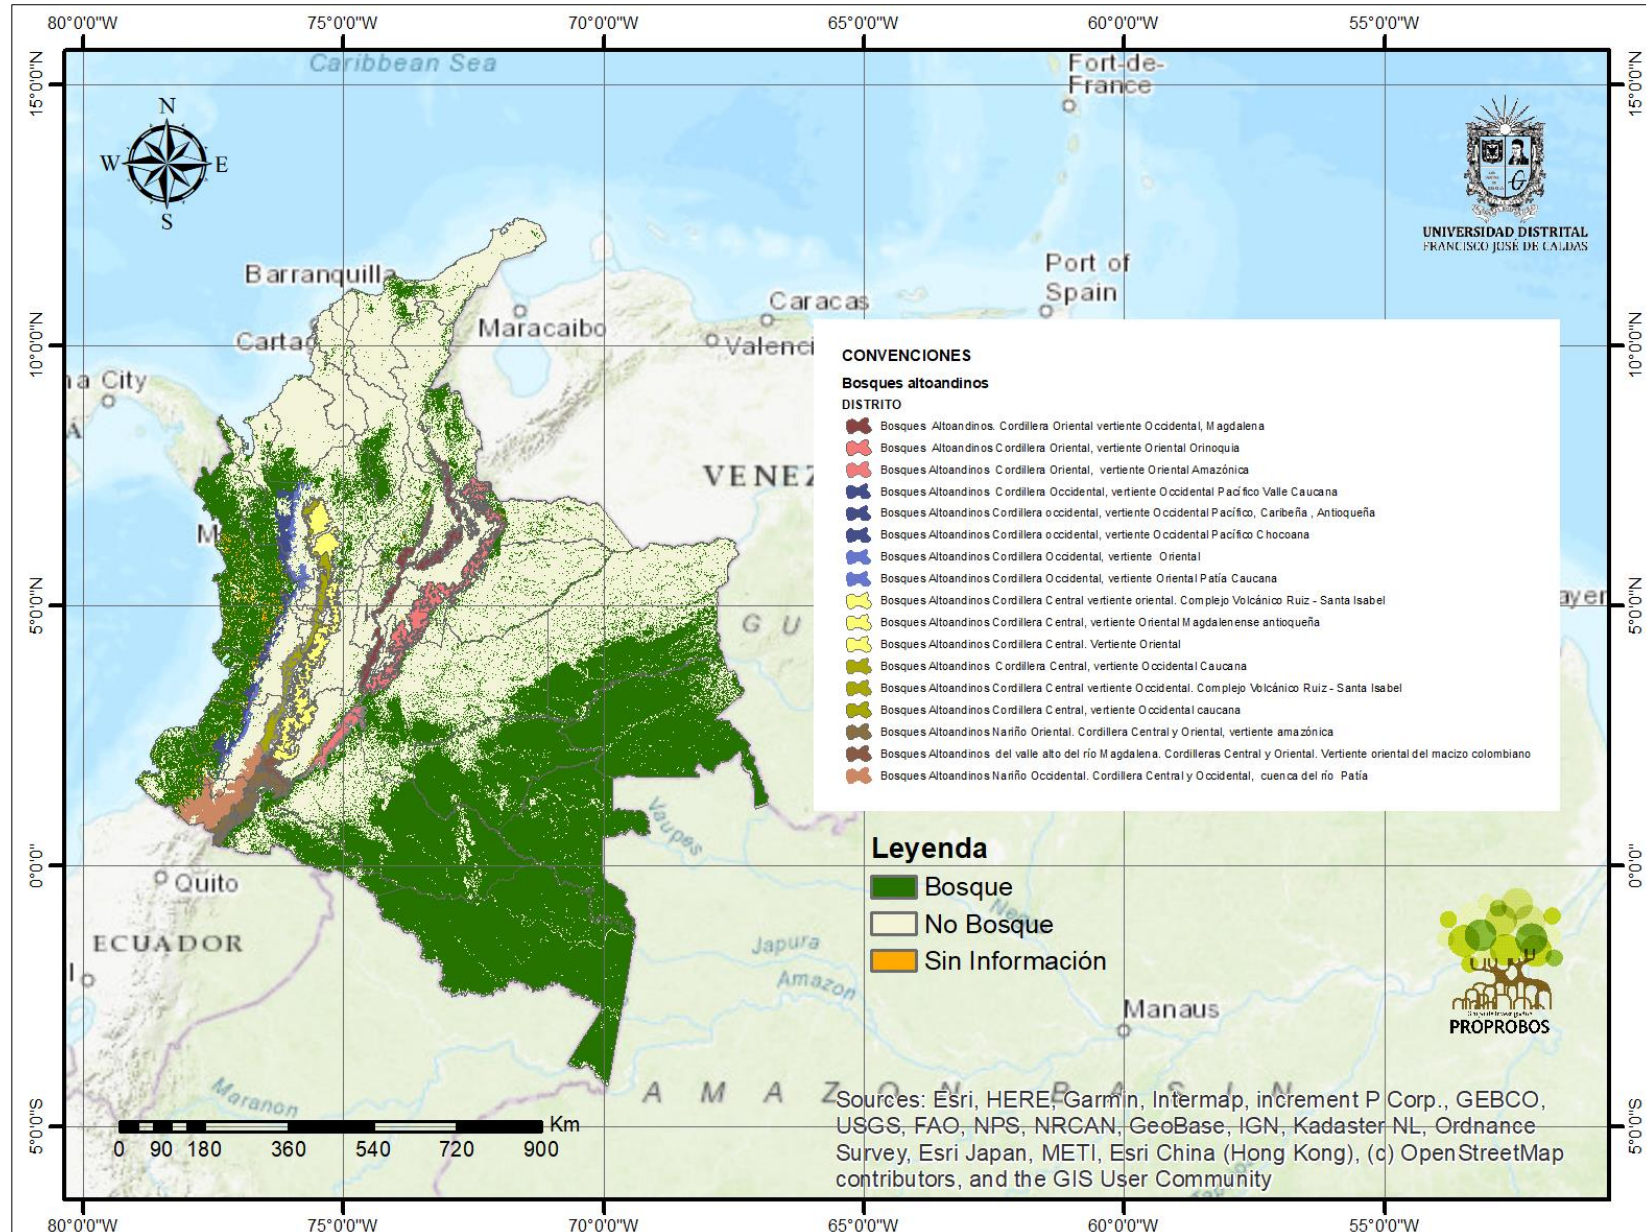 80°0'0"W 75°0'0"W 70°0'0"W 65°0'0"W 60°0'0"W 55°0'0"W
15°0'0"N
10°0'0"N
5°0'0"N
0°0'0"
5°0'0"S
Caribbean Sea
Fort-de-
France
N
W E
S
UNIVERSIDAD DISTRITAL
FRANCISCO JOSÉ DE CALDAS
Barranquilla
Port of
Spain
Caracas
Maracaibo
Cartag
Valenci
na City
VENEZ
G U
ayer
CONVENCIONES
Bosques altoandinos
DISTRITO
Bosques Altoandinos. Cordillera Oriental vertiente Occidental, Magdalena
Bosques Altoandinos Cordillera Oriental, vertiente Oriental Orinoquia
Bosques Altoandinos Cordillera Oriental, vertiente Oriental Amazónica
Bosques Altoandinos Cordillera Occidental, vertiente Occidental Pacífico Valle Caucana
Bosques Altoandinos Cordillera occidental, vertiente Occidental Pacífico, Caribeña , Antioqueña
Bosques Altoandinos Cordillera occidental, vertiente Occidental Pacífico Chocoana
Bosques Altoandinos Cordillera Occidental, vertiente Oriental
Bosques Altoandinos Cordillera Occidental, vertiente Oriental Patía Caucana
Bosques Altoandinos Cordillera Central vertiente oriental. Complejo Volcánico Ruiz - Santa Isabel
Bosques Altoandinos Cordillera Central, vertiente Oriental Magdalenense antioqueña
Bosques Altoandinos Cordillera Central. Vertiente Oriental
Bosques Altoandinos Cordillera Central, vertiente Occidental Caucana
Bosques Altoandinos Cordillera Central vertiente Occidental. Complejo Volcánico Ruiz - Santa Isabel
Bosques Altoandinos Cordillera Central, vertiente Occidental caucana
Bosques Altoandinos Nariño Oriental. Cordillera Central y Oriental, vertiente amazónica
Bosques Altoandinos del valle alto del río Magdalena. Cordilleras Central y Oriental. Vertiente oriental del macizo colombiano
Bosques Altoandinos Nariño Occidental. Cordillera Central y Occidental, cuenca del río Patía
Vaupes
Leyenda
Bosque
No Bosque
Sin Información
Quito
ECUADOR
Japura
Amazon
Manaus
PROPROBOS
Maranon
A M A Z O N B A S I N
Km
0 90 180 360 540 720 900
Sources: Esri, HERE, Garmin, Intermap, increment P Corp., GEBCO,
USGS, FAO, NPS, NRCAN, GeoBase, IGN, Kadaster NL, Ordnance
Survey, Esri Japan, METI, Esri China (Hong Kong), (c) OpenStreetMap
contributors, and the GIS User Community
15°0'0"N
10°0'0"N
5°0'0"N
0°0'0"
5°0'0"S
80°0'0"W 75°0'0"W 70°0'0"W 65°0'0"W 60°0'0"W 55°0'0"W